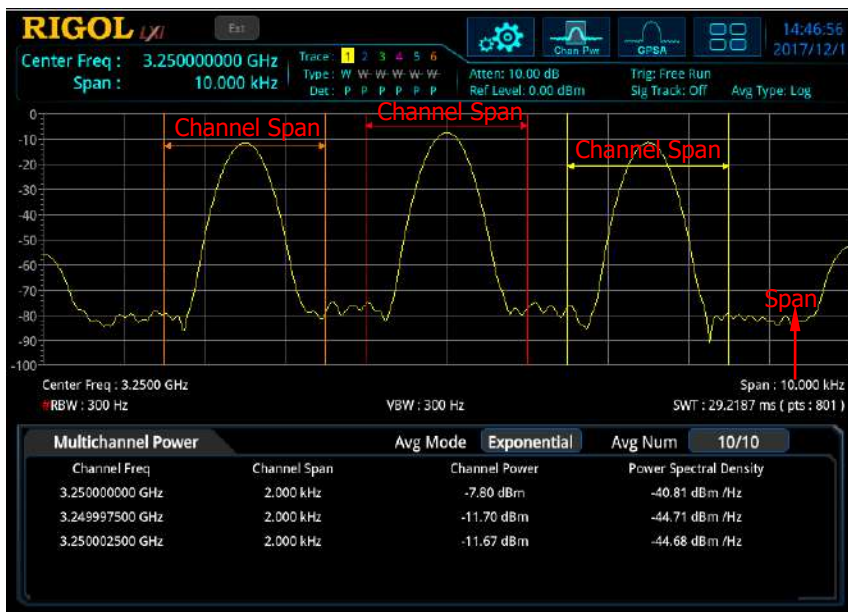 RIGOL LXI Ext
Chan Pwr GPSA
14:46:56
2017/12/1
Center Freq : 3.250000000 GHz
Span : 10.000 kHz
Trace : 1 2 3 4 5 6
Type : W W W W W W
Det : P P P P P P
Atten: 10.00 dB
Ref Level: 0.00 dBm
Trig: Free Run
Sig Track: Off Avg Type: Log
Channel Span
Channel Span
Channel Span
Span
0
-10
-20
-30
-40
-50
-60
-70
-80
-90
-100
Center Freq : 3.2500 GHz Span : 10.000 kHz
#RBW : 300 Hz VBW : 300 Hz SWT : 29.2187 ms ( pts : 801 )
Multichannel Power Avg Mode Exponential Avg Num 10/10
Channel Freq Channel Span Channel Power Power Spectral Density
3.250000000 GHz 2.000 kHz -7.80 dBm -40.81 dBm /Hz
3.249997500 GHz 2.000 kHz -11.70 dBm -44.71 dBm /Hz
3.250002500 GHz 2.000 kHz -11.67 dBm -44.68 dBm /Hz